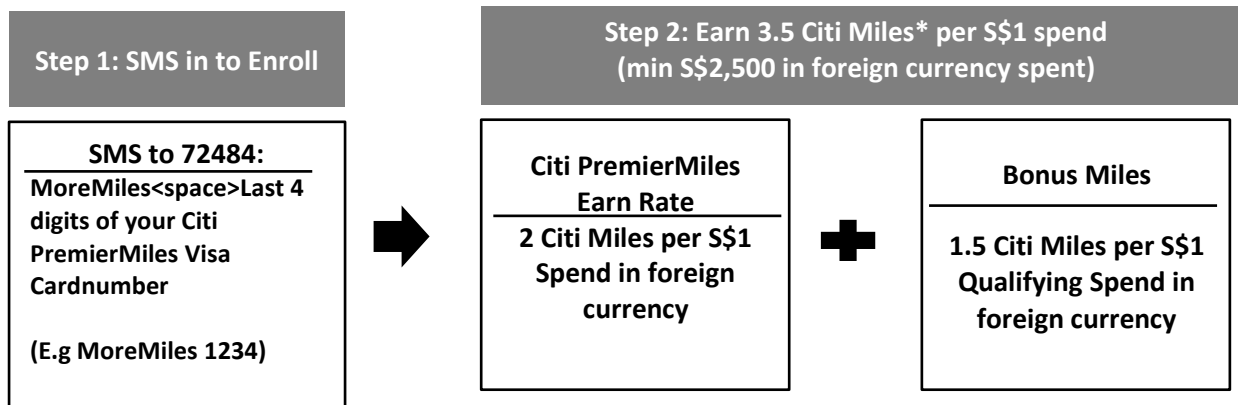 Step 1: SMS in to Enroll
SMS to 72484:
MoreMiles<space>Last 4
digits of your Citi
PremierMiles Visa
Cardnumber
(E.g MoreMiles 1234)
Step 2: Earn 3.5 Citi Miles* per S$1 spend
(min S$2,500 in foreign currency spent)
Citi PremierMiles
Earn Rate
2 Citi Miles per S$1
Spend in foreign
currency
Bonus Miles
1.5 Citi Miles per S$1
Qualifying Spend in
foreign currency